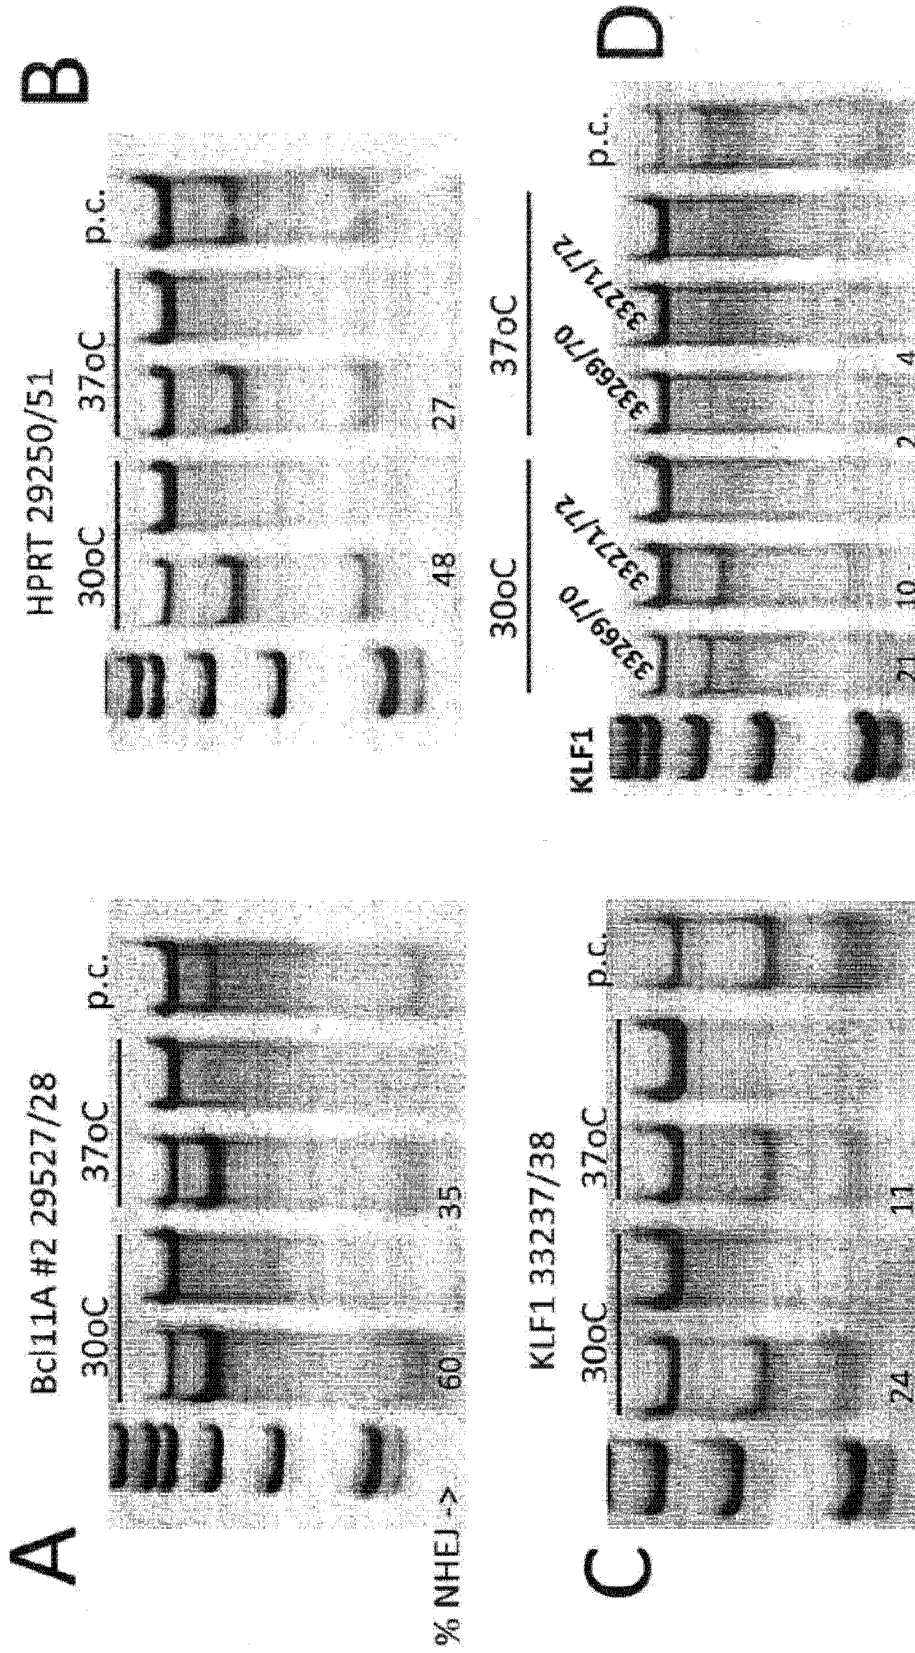 A
Bcl11A #2 29527/28
30oC 37oC p.c.
% NHEJ -> 60 35
B
HPRT 29250/51
30oC 37oC p.c.
48 27
C
KLF1 33237/38
30oC 37oC p.c.
24 11
D
30oC 37oC
KLF1 33269/70 33271/72 33269/70 33271/72 p.c.
21 10 2 4